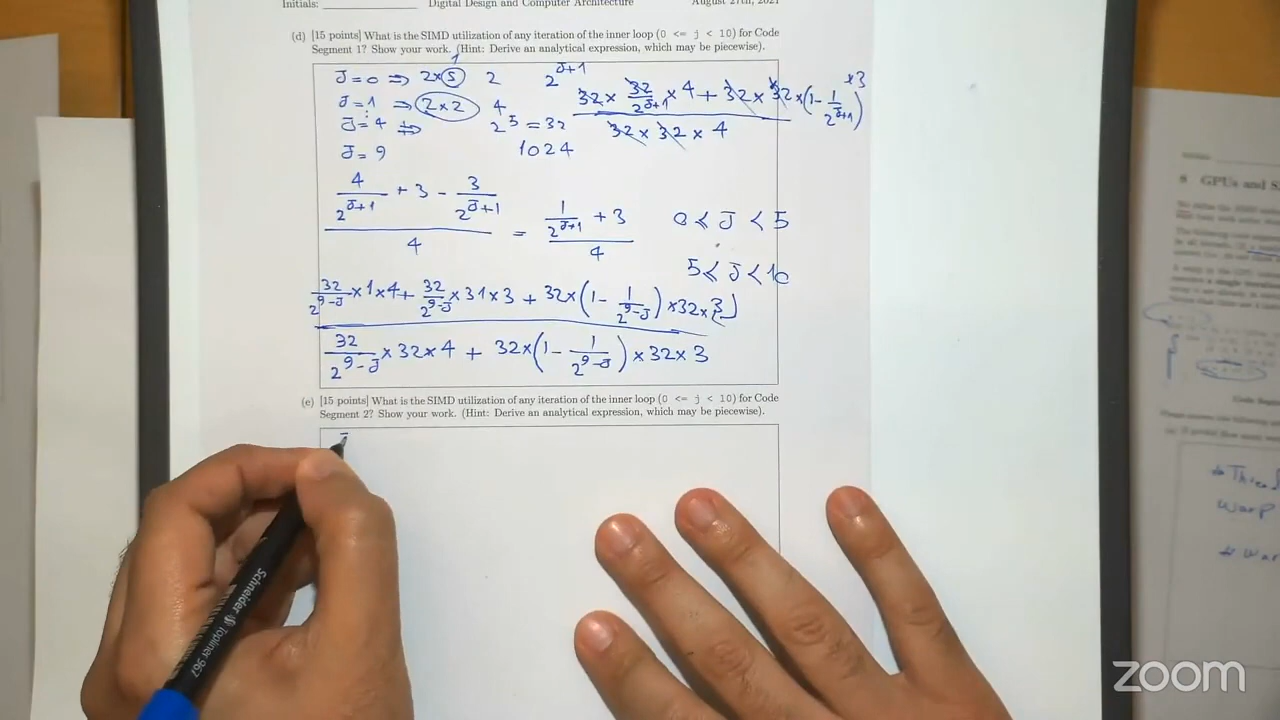 Initials: Digital Design and Computer Architecture August 27th, 2021
(d) [15 points] What is the SIMD utilization of any iteration of the inner loop (0 <= j < 10) for Code
Segment 1? Show your work. (Hint: Derive an analytical expression, which may be piecewise).
J=0 ⇒ 2×5 1 2 2^{J+1}
J=1 ⇒ 2×2 4
J=4 ⇒ 2^5 = 32
J=9 1024
32 × 32/2^{J+1} × 4 + 32 × 32 × (1 - 1/2^{J+1}) ×3
32 × 32 × 4
4/2^{J+1} + 3 - 3/2^{J+1}
4
=
1/2^{J+1} + 3
4
0 ≤ J < 5
5 ≤ J < 10
32/2^{9-J} × 1 × 4 + 32/2^{9-J} × 31 × 3 + 32 × (1 - 1/2^{9-J}) × 32 × 3
32/2^{9-J} × 32 × 4 + 32 × (1 - 1/2^{9-J}) × 32 × 3
(e) [15 points] What is the SIMD utilization of any iteration of the inner loop (0 <= j < 10) for Code
Segment 2? Show your work. (Hint: Derive an analytical expression, which may be piecewise).
Schneider Topliner 967
8 GPUs and
warp
zoom